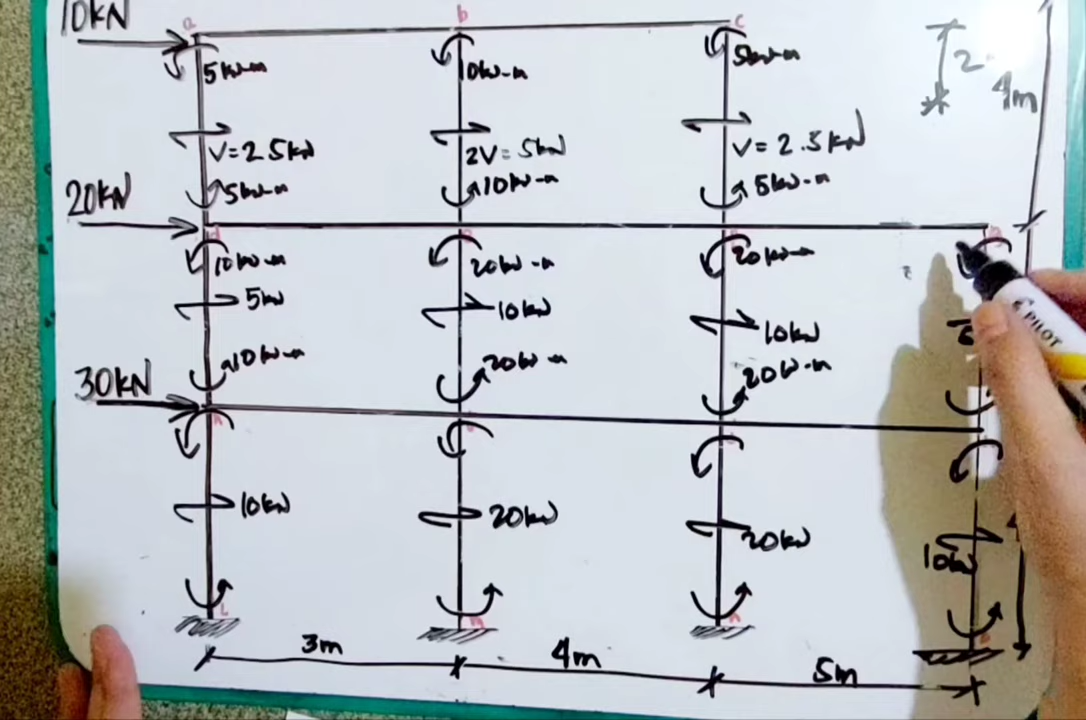 10kN
a b c
5kN-m 10kN-m 5kN-m
2
4m
V=2.5kN 2V=5kN V=2.5kN
5kN-m 10kN-m 5kN-m
20kN
d
10kN-m 20kN-m 20kN-m
5kN 10kN 10kN
10kN-m 20kN-m 20kN-m
30kN
10kN 20kN 20kN 10kN
3m 4m 5m
PILOT